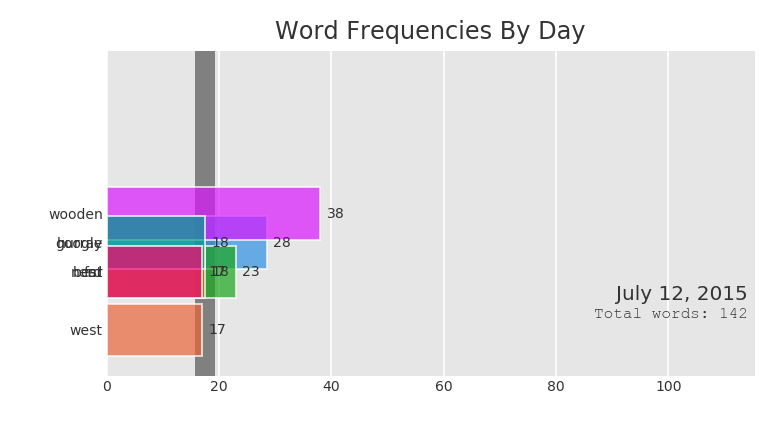 Word Frequencies By Day
wooden 38
18 28
23
west 17
July 12, 2015
Total words: 142
0 20 40 60 80 100